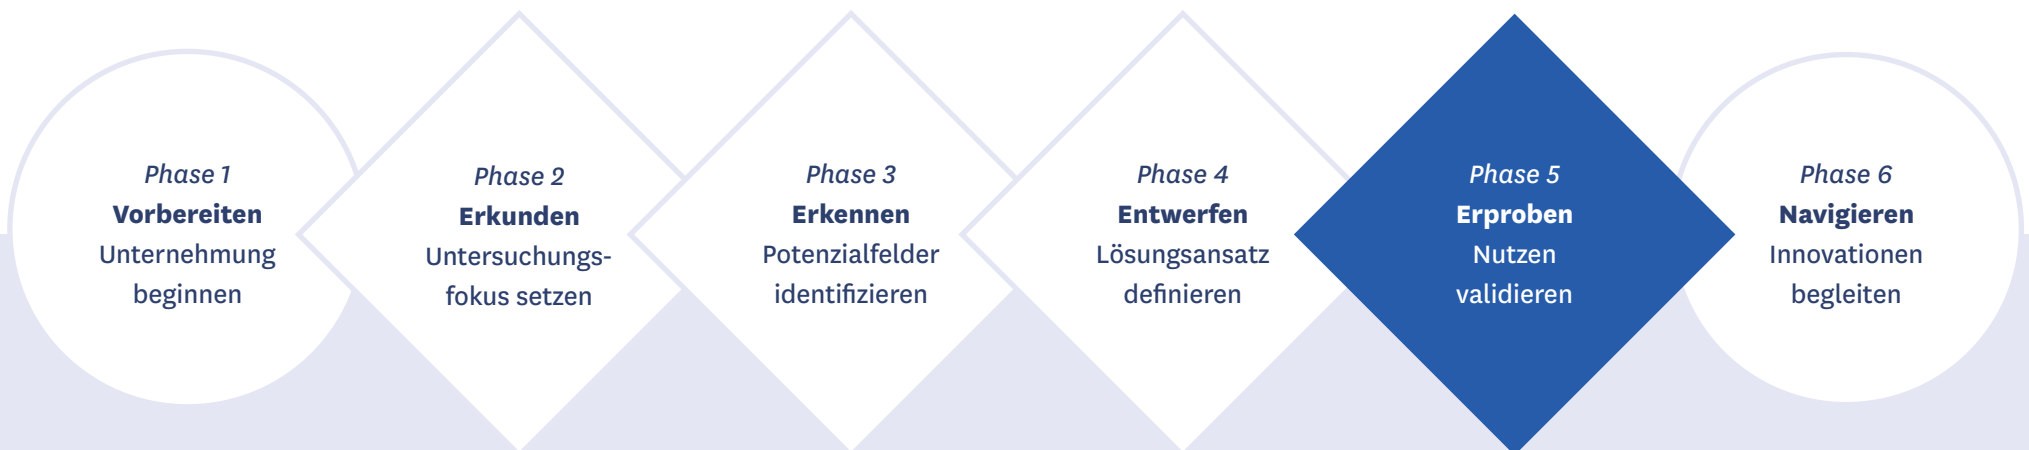 Phase 1
Vorbereiten
Unternehmung
beginnen
Phase 2
Erkunden
Untersuchungs-
fokus setzen
Phase 3
Erkennen
Potenzialfelder
identifizieren
Phase 4
Entwerfen
Lösungsansatz
definieren
Phase 5
Erproben
Nutzen
validieren
Phase 6
Navigieren
Innovationen
begleiten